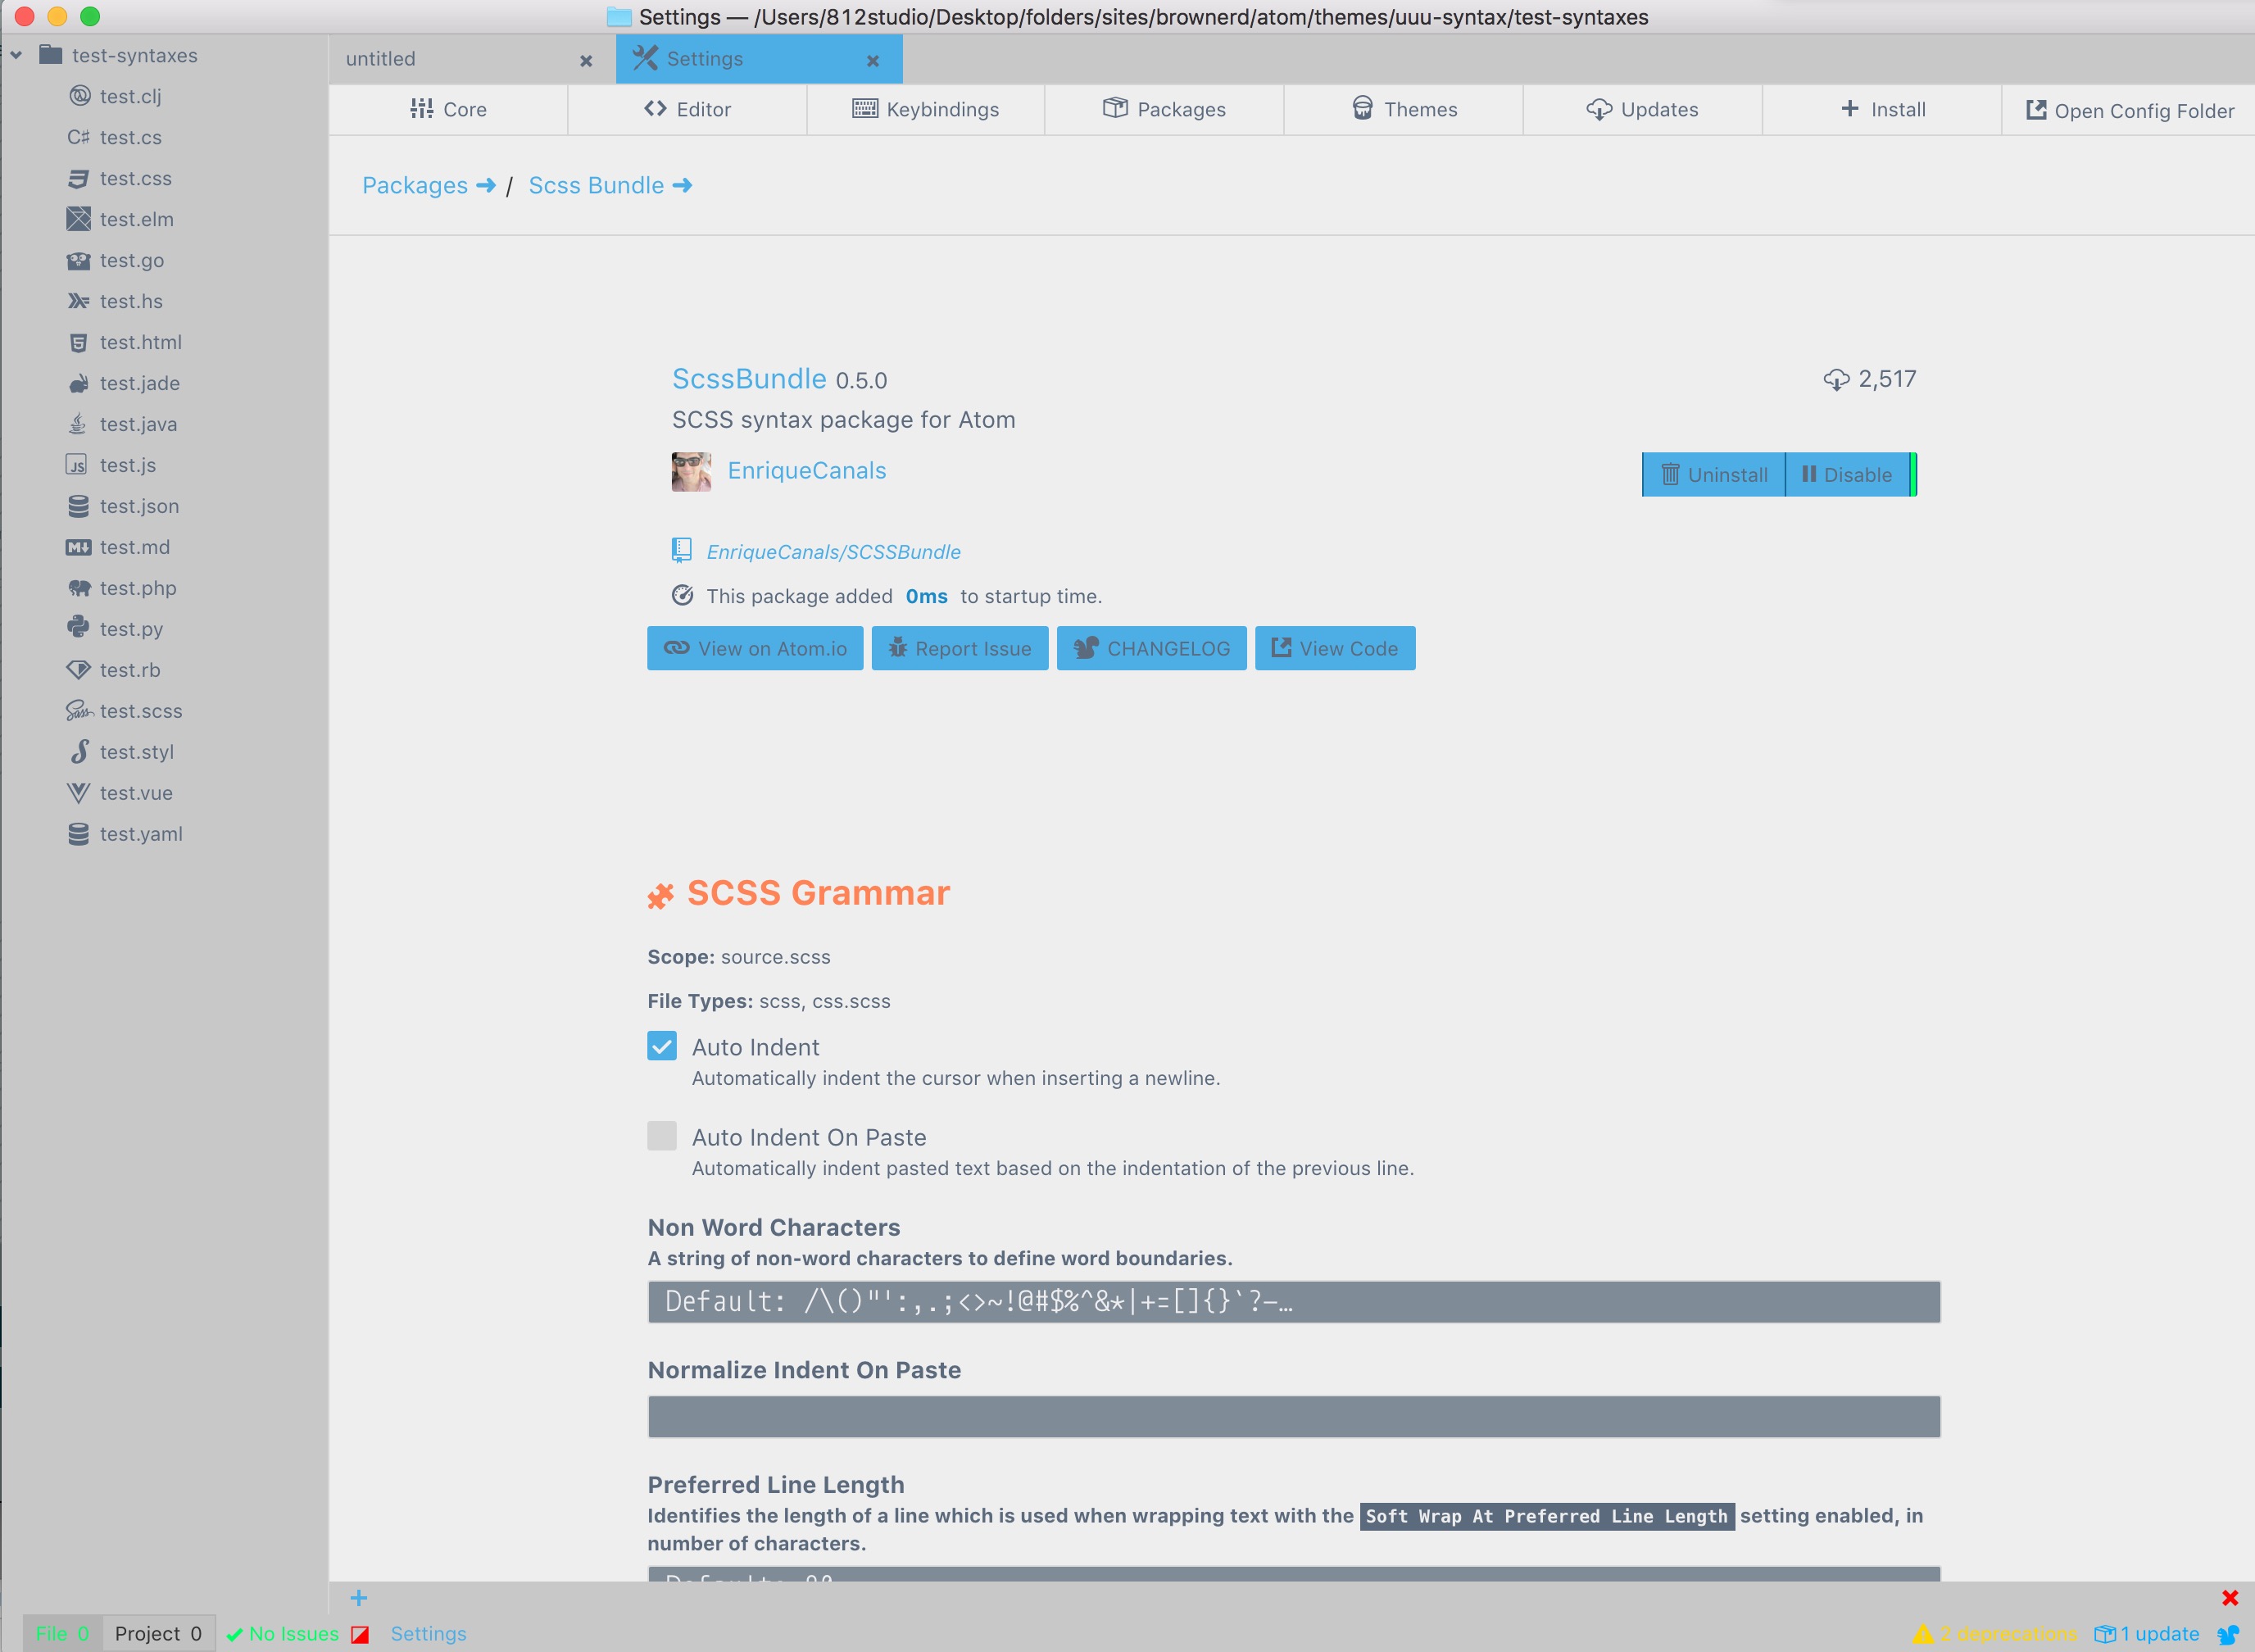 Settings — /Users/812studio/Desktop/folders/sites/brownerd/atom/themes/uuu-syntax/test-syntaxes
test-syntaxes
test.clj
C# test.cs
test.css
test.elm
test.go
test.hs
test.html
test.jade
test.java
JS test.js
test.json
M test.md
test.php
test.py
test.rb
Sass test.scss
test.styl
test.vue
test.yaml
untitled
Settings
Core
Editor
Keybindings
Packages
Themes
Updates
Install
Open Config Folder
Packages / Scss Bundle
ScssBundle 0.5.0
2,517
SCSS syntax package for Atom
EnriqueCanals
Uninstall
Disable
EnriqueCanals/SCSSBundle
This package added 0ms to startup time.
View on Atom.io
Report Issue
CHANGELOG
View Code
SCSS Grammar
Scope: source.scss
File Types: scss, css.scss
Auto Indent
Automatically indent the cursor when inserting a newline.
Auto Indent On Paste
Automatically indent pasted text based on the indentation of the previous line.
Non Word Characters
A string of non-word characters to define word boundaries.
Default: /\()"':,.;<>~!@#$%^&*|+=[]{}`?-…
Normalize Indent On Paste
Preferred Line Length
Identifies the length of a line which is used when wrapping text with the Soft Wrap At Preferred Line Length setting enabled, in
number of characters.
File 0
Project 0
No Issues
Settings
2 deprecations
1 update